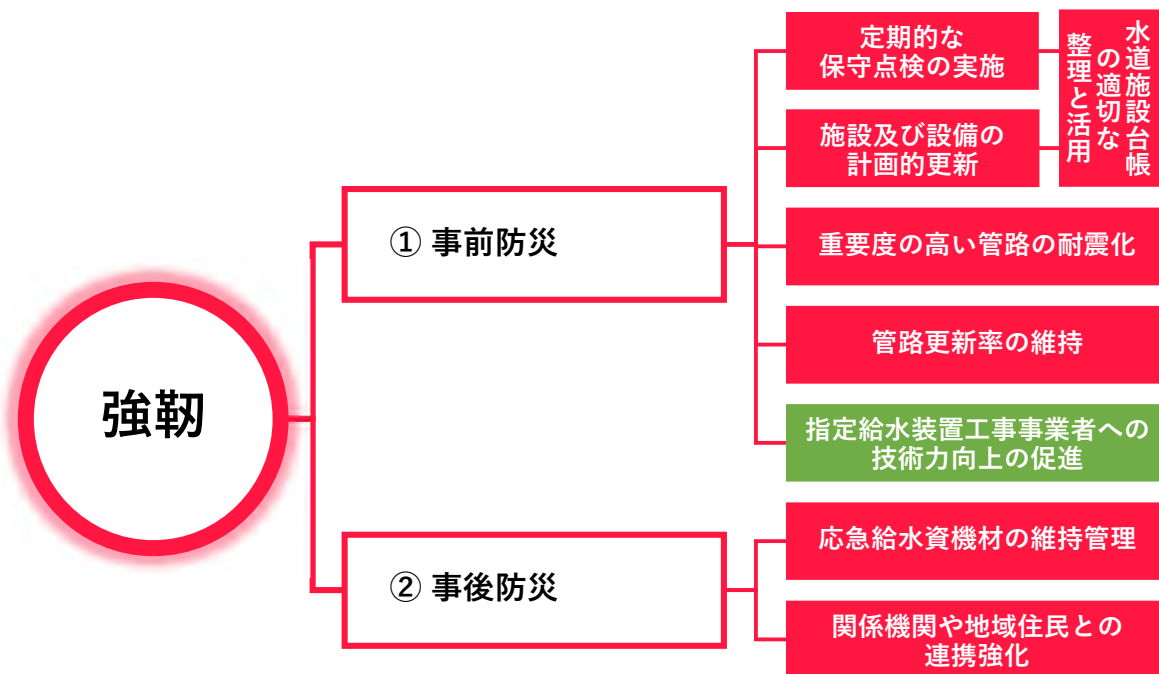 強靭
① 事前防災
定期的な
保守点検の実施
施設及び設備の
計画的更新
水道施設台帳
の適切な
整理と活用
重要度の高い管路の耐震化
管路更新率の維持
指定給水装置工事事業者への
技術力向上の促進
② 事後防災
応急給水資機材の維持管理
関係機関や地域住民との
連携強化